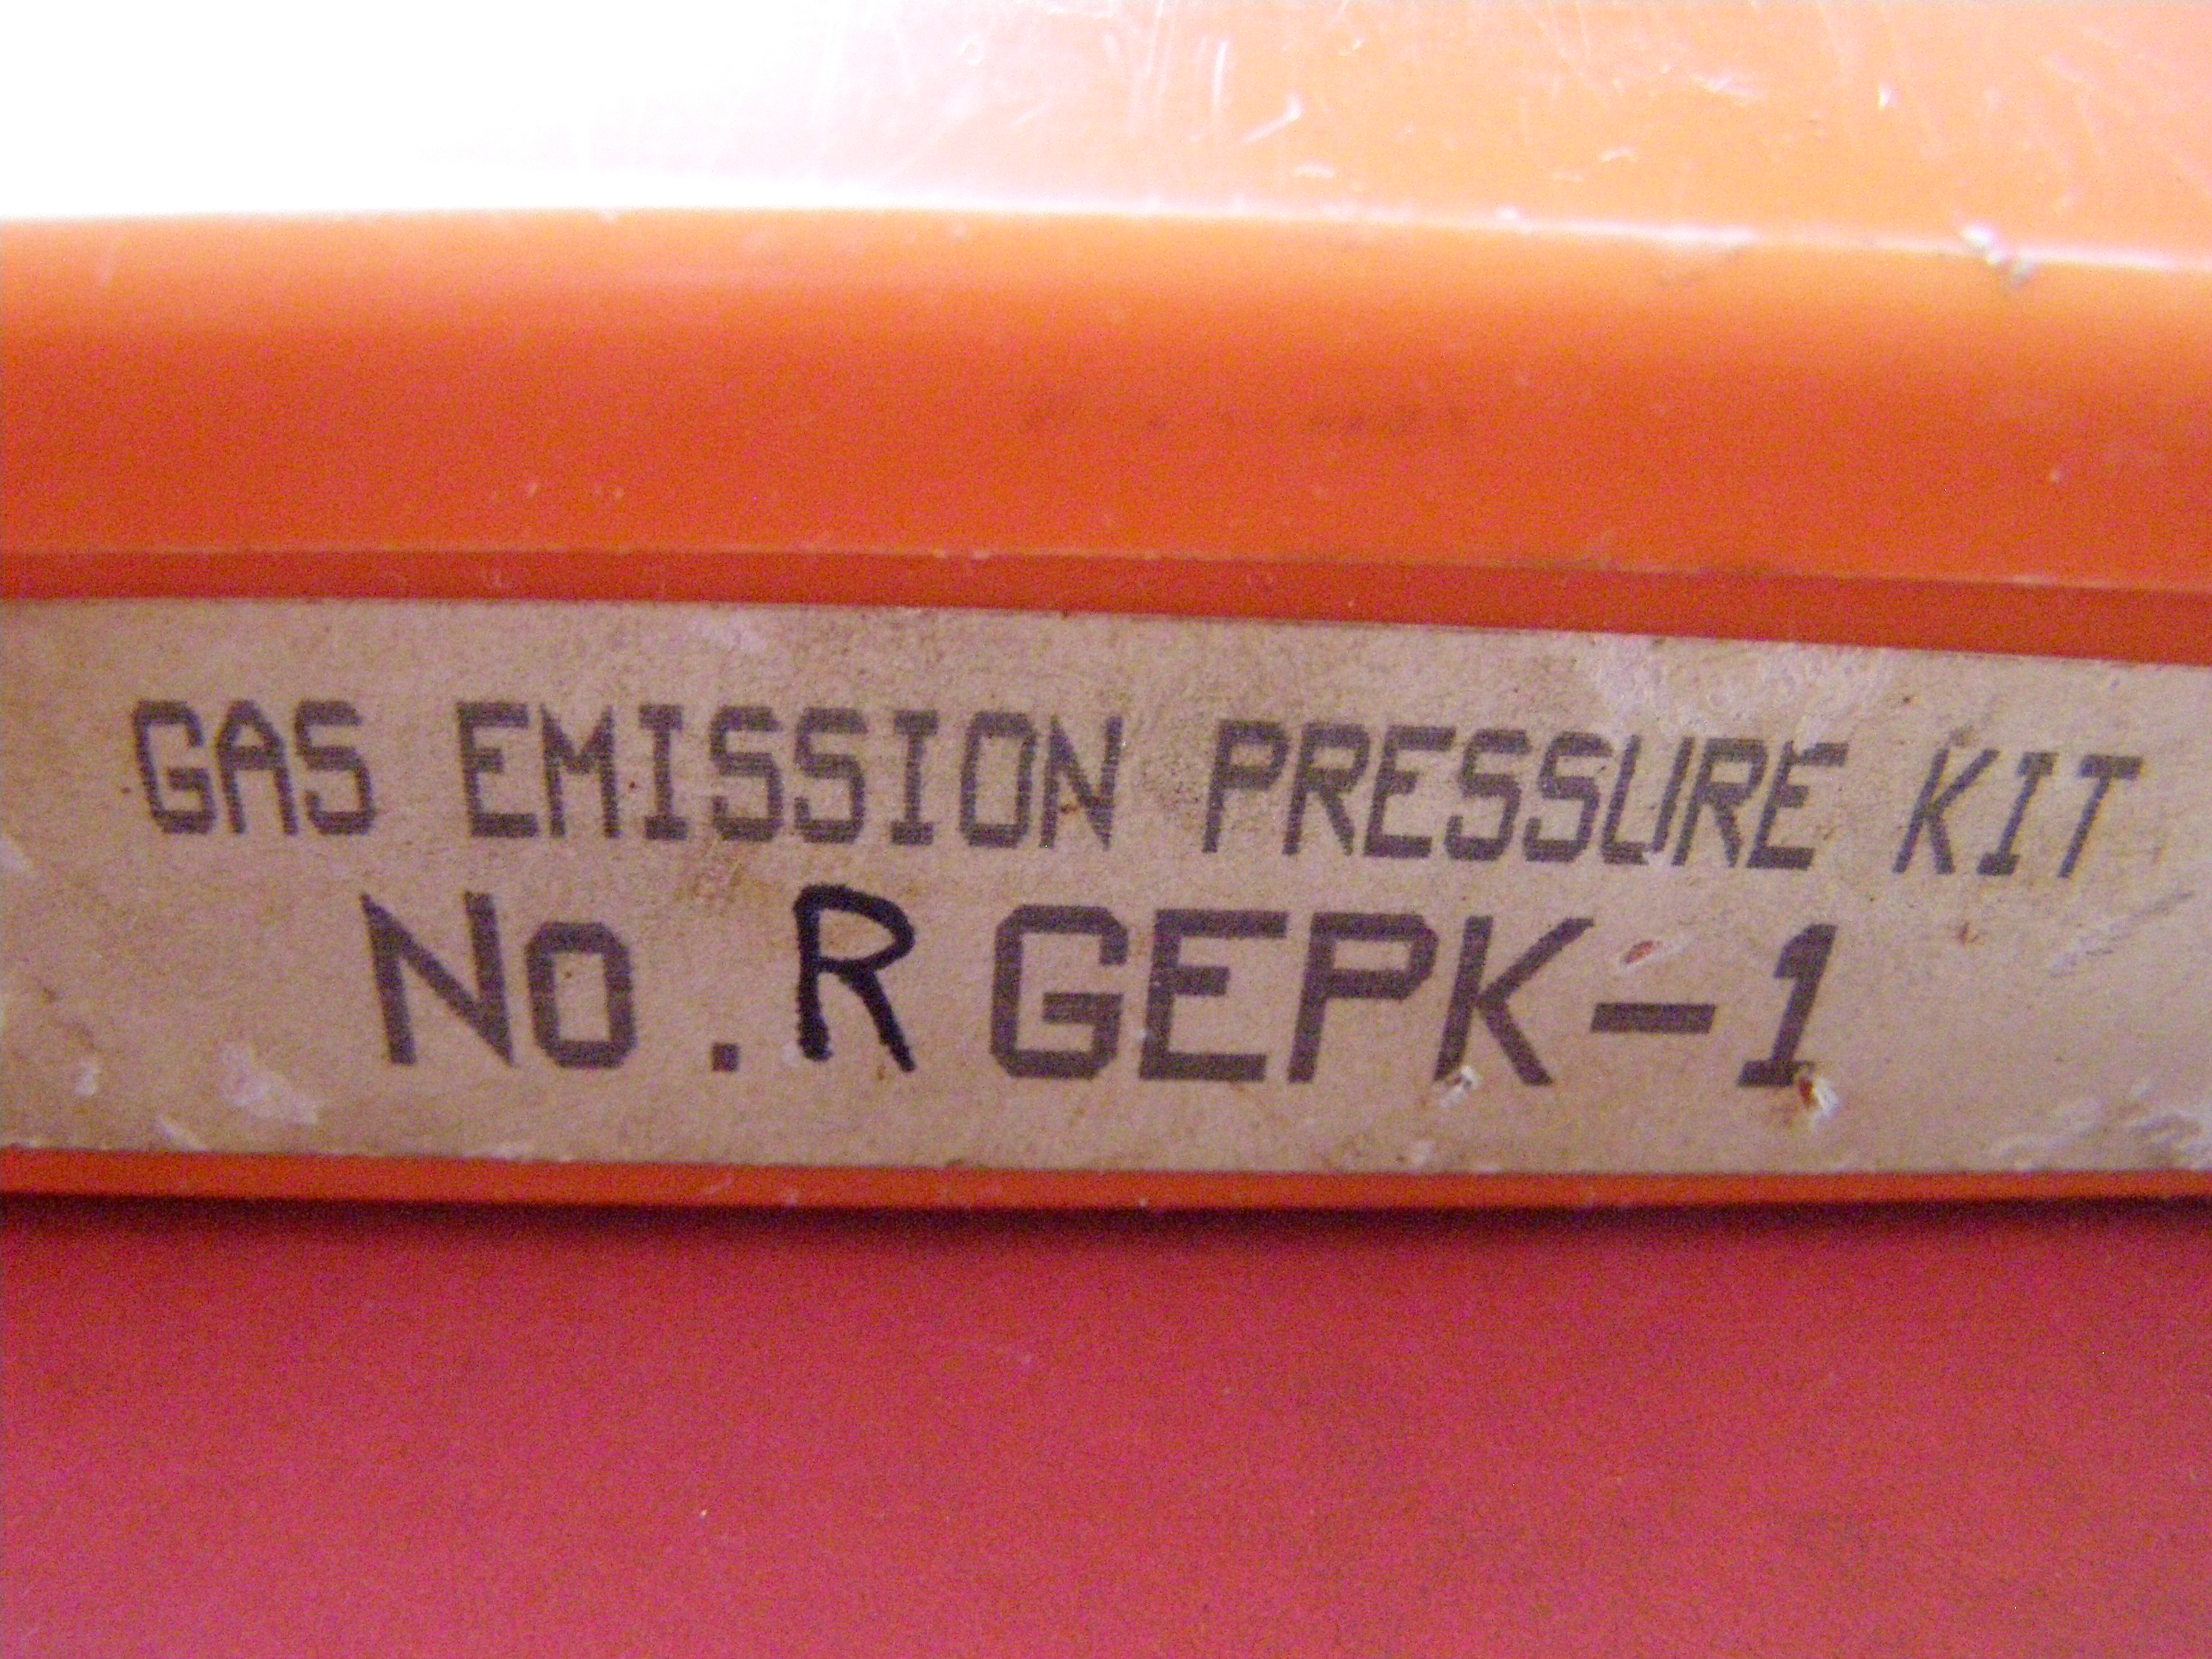 GAS EMISSION PRESSURE KIT
No.R GEPK-1